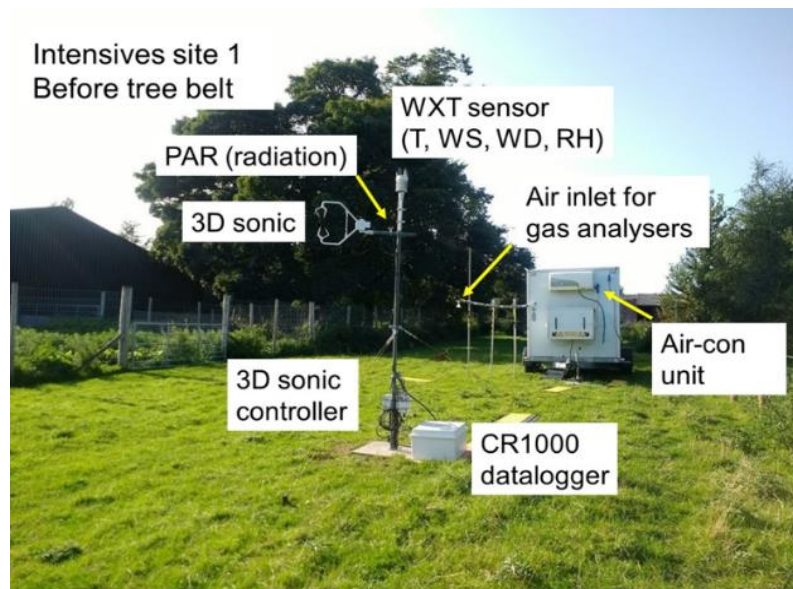 Intensives site 1
Before tree belt
WXT sensor
(T, WS, WD, RH)
PAR (radiation)
3D sonic
Air inlet for
gas analysers
Air-con
unit
3D sonic
controller
CR1000
datalogger